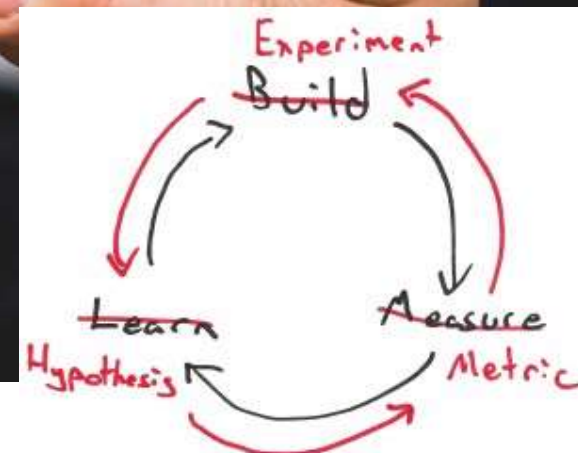 Experiment
Build
Learn
Measure
Hypothesis
Metric